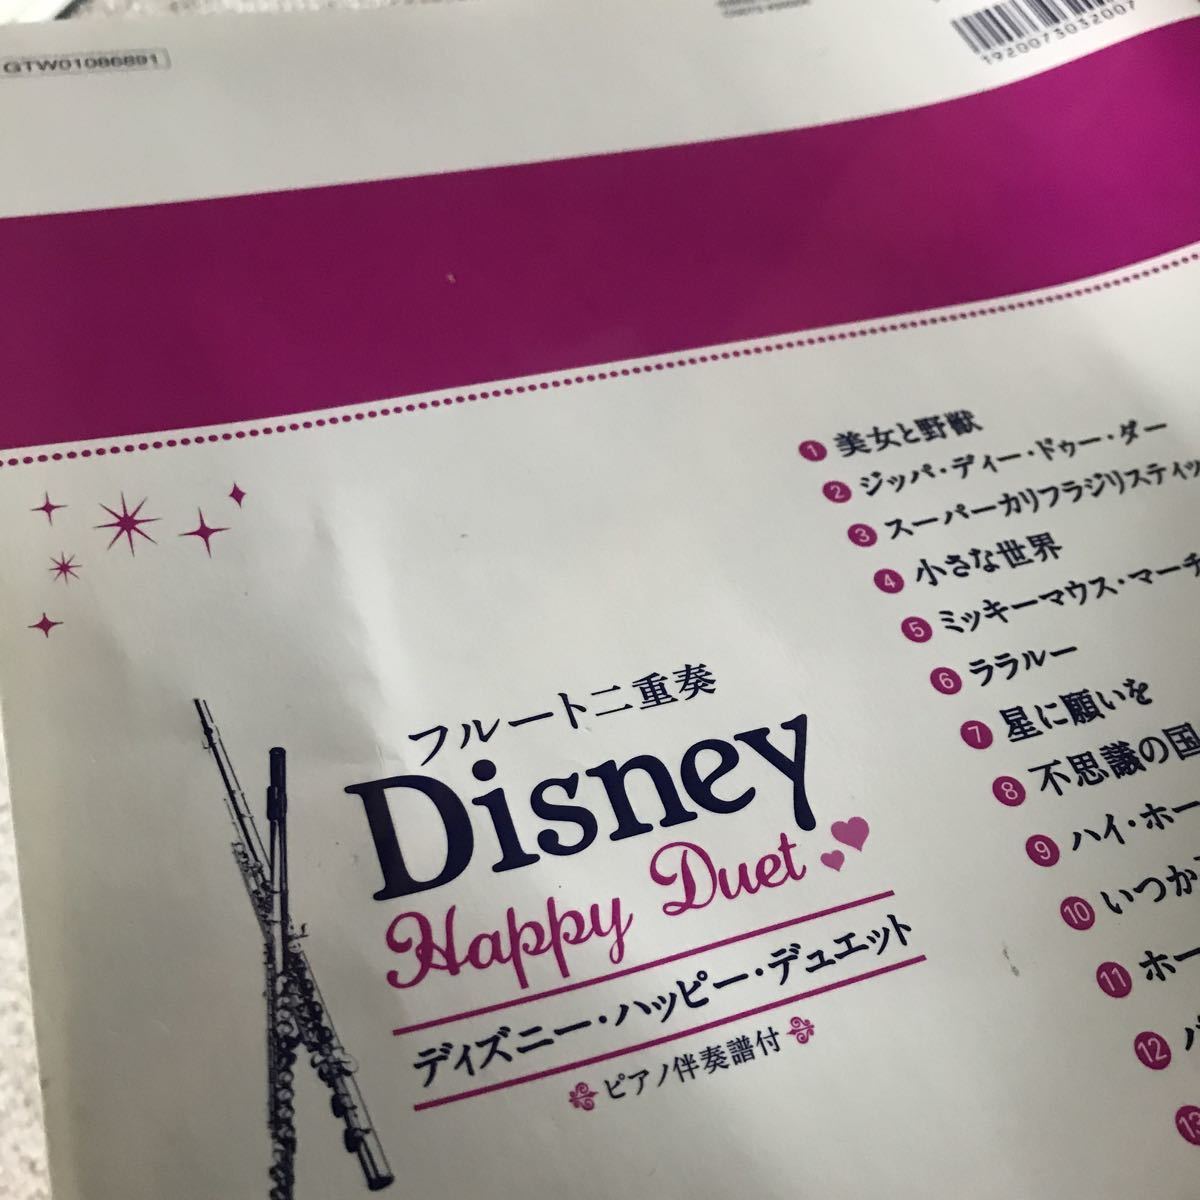 GTW01086891
1920073032007
1 美女と野獣
2 ジッパ・ディー・ドゥー・ダー
3 スーパーカリフラジリスティッ
4 小さな世界
5 ミッキーマウス・マーチ
6 ララルー
7 星に願いを
8 不思議の国
9 ハイ・ホー
10 いつか
11 ホー
12
13
フルート二重奏
Disney
Happy Duet
ディズニー・ハッピー・デュエット
ピアノ伴奏譜付